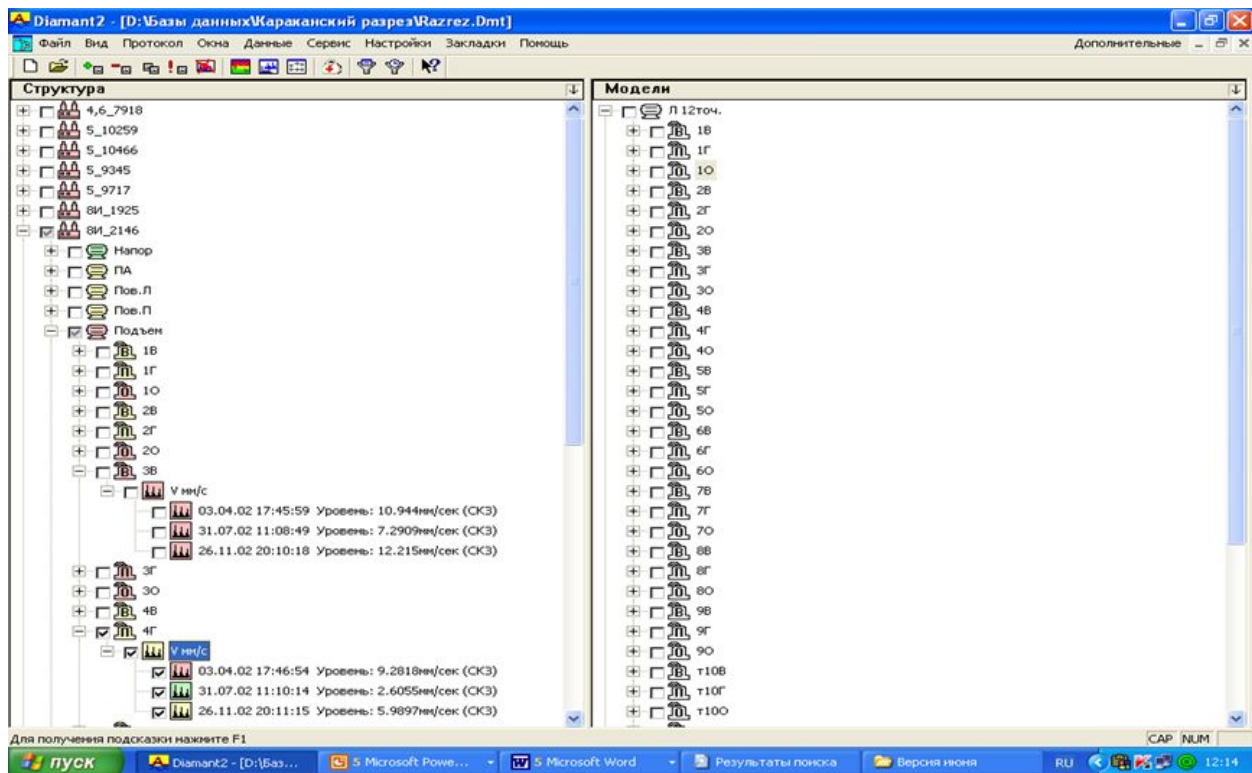 Diamant2 - [D:\Базы данных\Караканский разрез\Razrez.Dmt]
Файл Вид Протокол Окна Данные Сервис Настройки Закладки Помощь Дополнительные
Структура
4,6_7918
5_10259
5_10466
5_9345
5_9717
8И_1925
8И_2146
Напор
ПА
Пов.Л
Пов.П
Подъем
1В
1Г
1О
2В
2Г
2О
3В
V мм/с
03.04.02 17:45:59 Уровень: 10.944мм/сек (СКЗ)
31.07.02 11:08:49 Уровень: 7.2909мм/сек (СКЗ)
26.11.02 20:10:18 Уровень: 12.215мм/сек (СКЗ)
3Г
3О
4В
4Г
V мм/с
03.04.02 17:46:54 Уровень: 9.2818мм/сек (СКЗ)
31.07.02 11:10:14 Уровень: 2.6055мм/сек (СКЗ)
26.11.02 20:11:15 Уровень: 5.9897мм/сек (СКЗ)
Модели
Л 12точ.
1В
1Г
1О
2В
2Г
2О
3В
3Г
3О
4В
4Г
4О
5В
5Г
5О
6В
6Г
6О
7В
7Г
7О
8В
8Г
8О
9В
9Г
9О
т10В
т10Г
т10О
Для получения подсказки нажмите F1
CAP NUM
пуск Diamant2 - [D:\Баз... 5 Microsoft Powe... 5 Microsoft Word Результаты поиска Версия июня RU 12:14